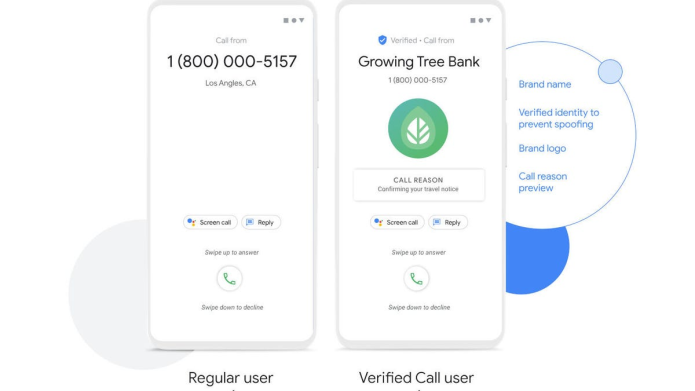 Call from
1 (800) 000-5157
Los Angles, CA
Screen call
Reply
Swipe up to answer
Swipe down to decline
Regular user
Verified • Call from
Growing Tree Bank
1 (800) 000-5157
CALL REASON
Confirming your travel notice
Screen call
Reply
Swipe up to answer
Swipe down to decline
Verified Call user
Brand name
Verified identity to
prevent spoofing
Brand logo
Call reason
preview